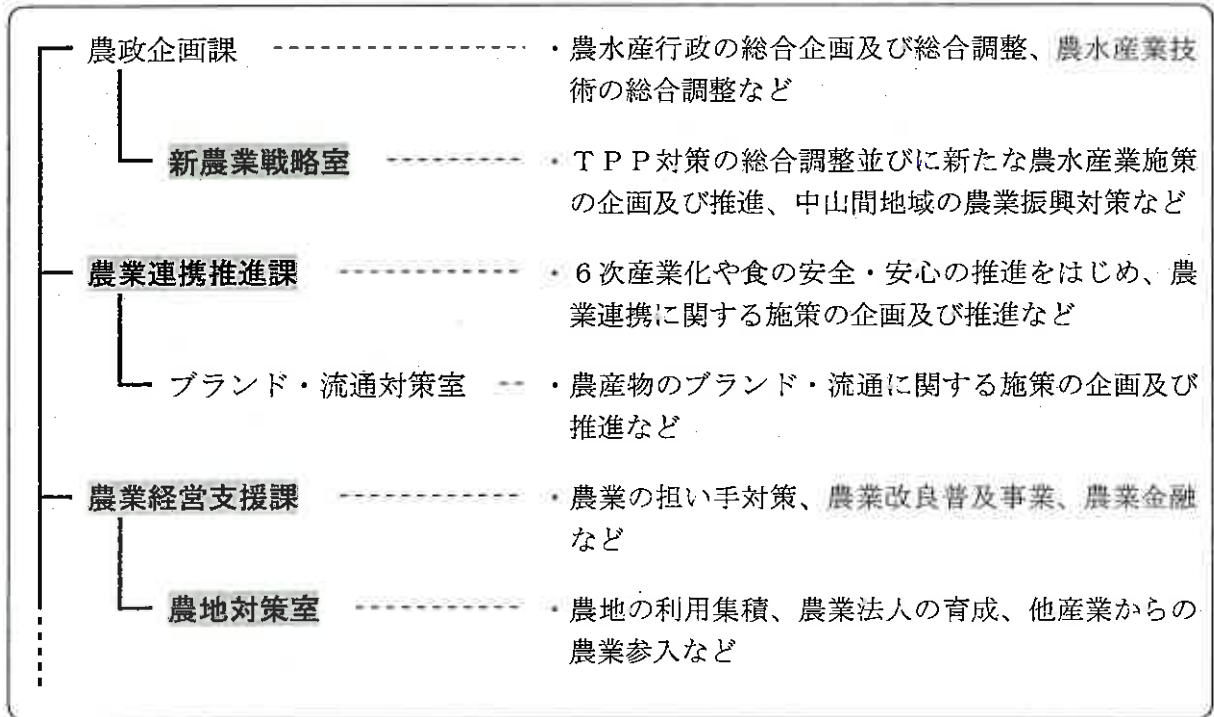 農政企画課 ---------------- ・農水産行政の総合企画及び総合調整、農水産業技
術の総合調整など
新農業戦略室 --------- ・TPP対策の総合調整並びに新たな農水産業施策
の企画及び推進、中山間地域の農業振興対策など
農業連携推進課 ------------ ・6次産業化や食の安全・安心の推進をはじめ、農
業連携に関する施策の企画及び推進など
ブランド・流通対策室 -- ・農産物のブランド・流通に関する施策の企画及び
推進など
農業経営支援課 ------------ ・農業の担い手対策、農業改良普及事業、農業金融
など
農地対策室 ----------- ・農地の利用集積、農業法人の育成、他産業からの
農業参入など